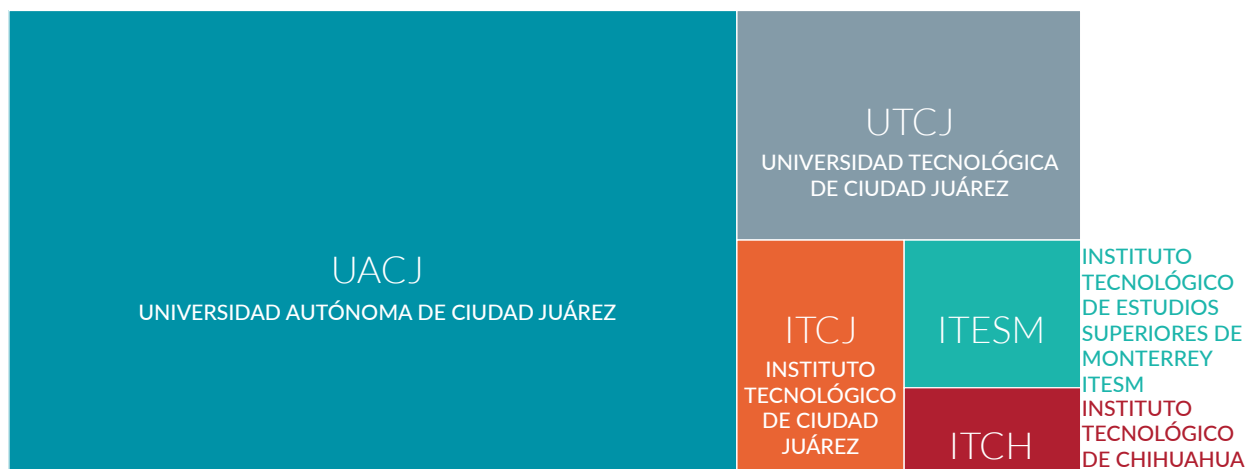 UACJ
UNIVERSIDAD AUTÓNOMA DE CIUDAD JUÁREZ
UTCJ
UNIVERSIDAD TECNOLÓGICA
DE CIUDAD JUÁREZ
ITCJ
INSTITUTO
TECNOLÓGICO
DE CIUDAD
JUÁREZ
ITESM
INSTITUTO
TECNOLÓGICO
DE ESTUDIOS
SUPERIORES DE
MONTERREY
ITESM
ITCH
INSTITUTO
TECNOLÓGICO
DE CHIHUAHUA